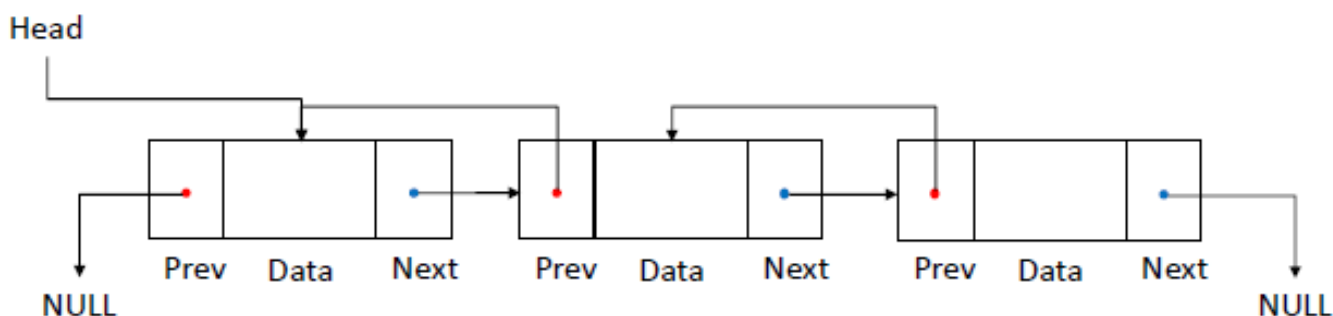 Head
Prev Data Next Prev Data Next Prev Data Next
NULL NULL